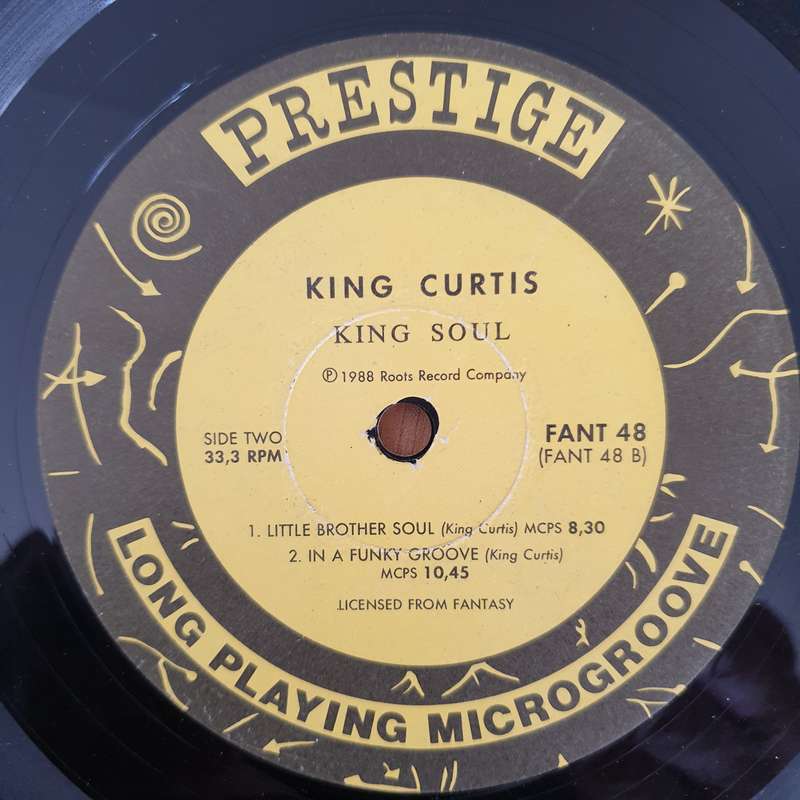 PRESTIGE
KING CURTIS
KING SOUL
℗ 1988 Roots Record Company
SIDE TWO
33,3 RPM
FANT 48
(FANT 48 B)
1. LITTLE BROTHER SOUL (King Curtis) MCPS 8,30
2. IN A FUNKY GROOVE (King Curtis)
MCPS 10,45
.LICENSED FROM FANTASY
LONG PLAYING MICROGROOVE